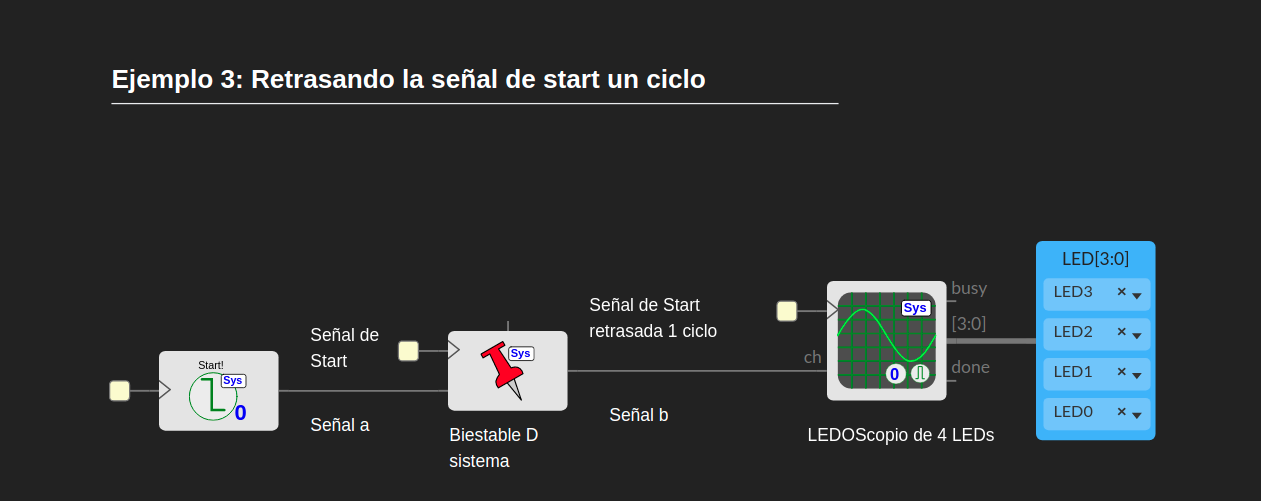 Ejemplo 3: Retrasando la señal de start un ciclo
Señal de
Start
Señal a
Start!
Sys
0
Sys
Biestable D
sistema
Señal de Start
retrasada 1 ciclo
Señal b
ch
Sys
0
busy
[3:0]
done
LEDOScopio de 4 LEDs
LED[3:0]
LED3 ×
LED2 ×
LED1 ×
LED0 ×